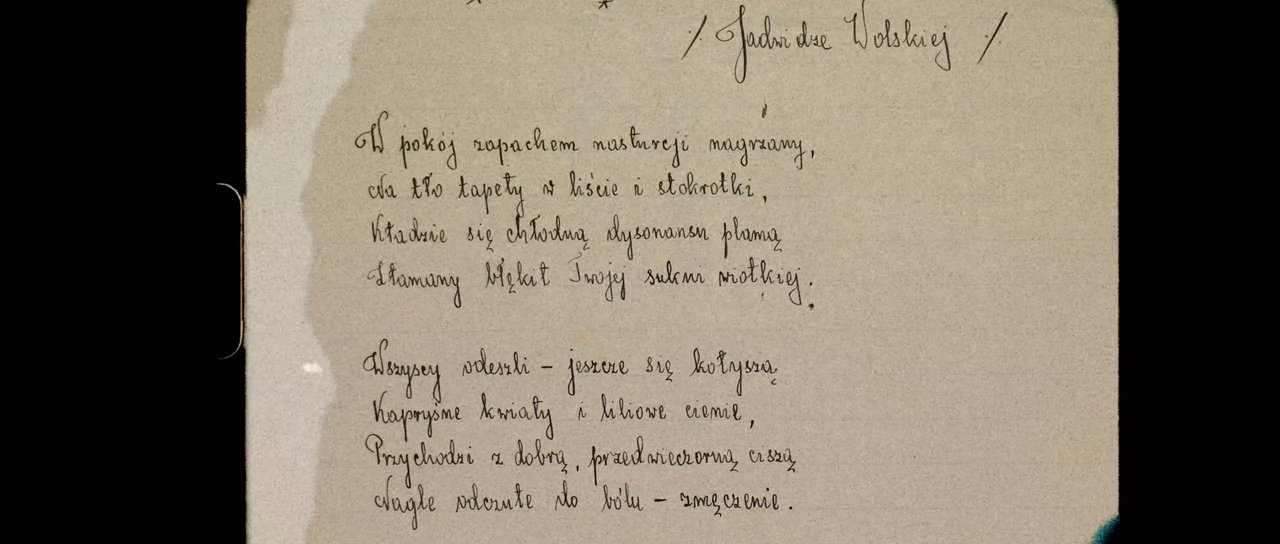 * *
/ Jadwidze Wolskiej /
W pokój zapachem nasturcji nagrzany,
Na tło tapety w liście i stokrotki,
Kładzie się chłodną dysonansu plamą
Złamany błękit Twojej sukni wiotkiej.
Wszyscy odeszli – jeszcze się kołyszą
Kapryśne kwiaty i liliowe cienie,
Przychodzi z dobrą, przedwieczorną ciszą
Nagle odczute do bólu – zmęczenie.